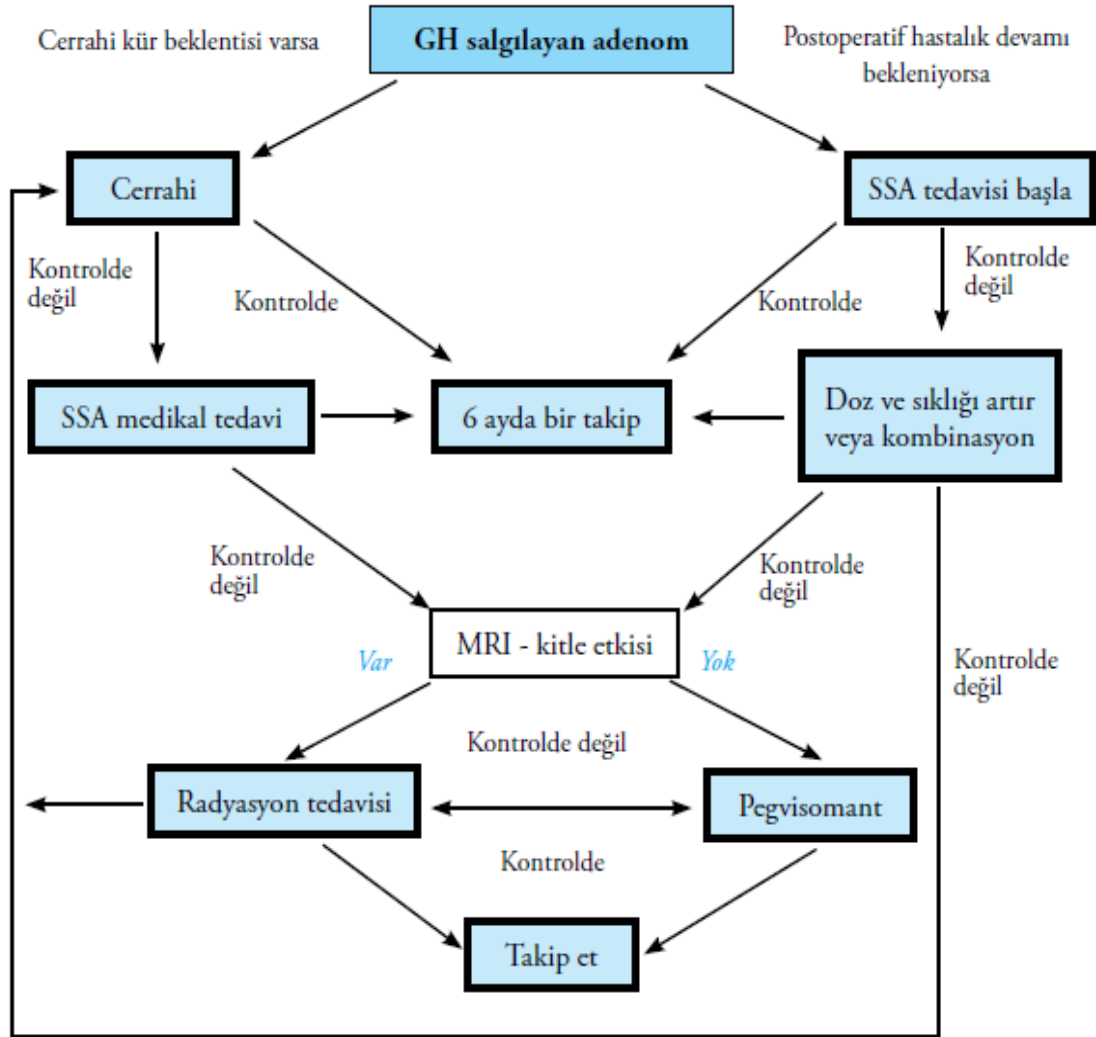 Cerrahi kür beklentisi varsa
GH salgılayan adenom
Postoperatif hastalık devamı
bekleniyorsa
Cerrahi
SSA tedavisi başla
Kontrolde
değil
Kontrolde
Kontrolde
Kontrolde
değil
SSA medikal tedavi
6 ayda bir takip
Doz ve sıklığı artır
veya kombinasyon
Kontrolde
değil
Kontrolde
değil
MRI - kitle etkisi
Var
Yok
Kontrolde
değil
Kontrolde değil
Radyasyon tedavisi
Pegvisomant
Kontrolde
Takip et